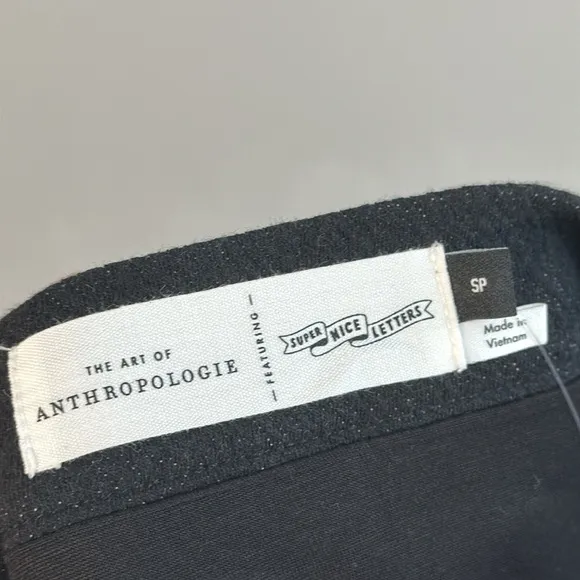 THE ART OF
ANTHROPOLOGIE
— FEATURING —
SUPER NICE LETTERS
SP
Made in
Vietnam